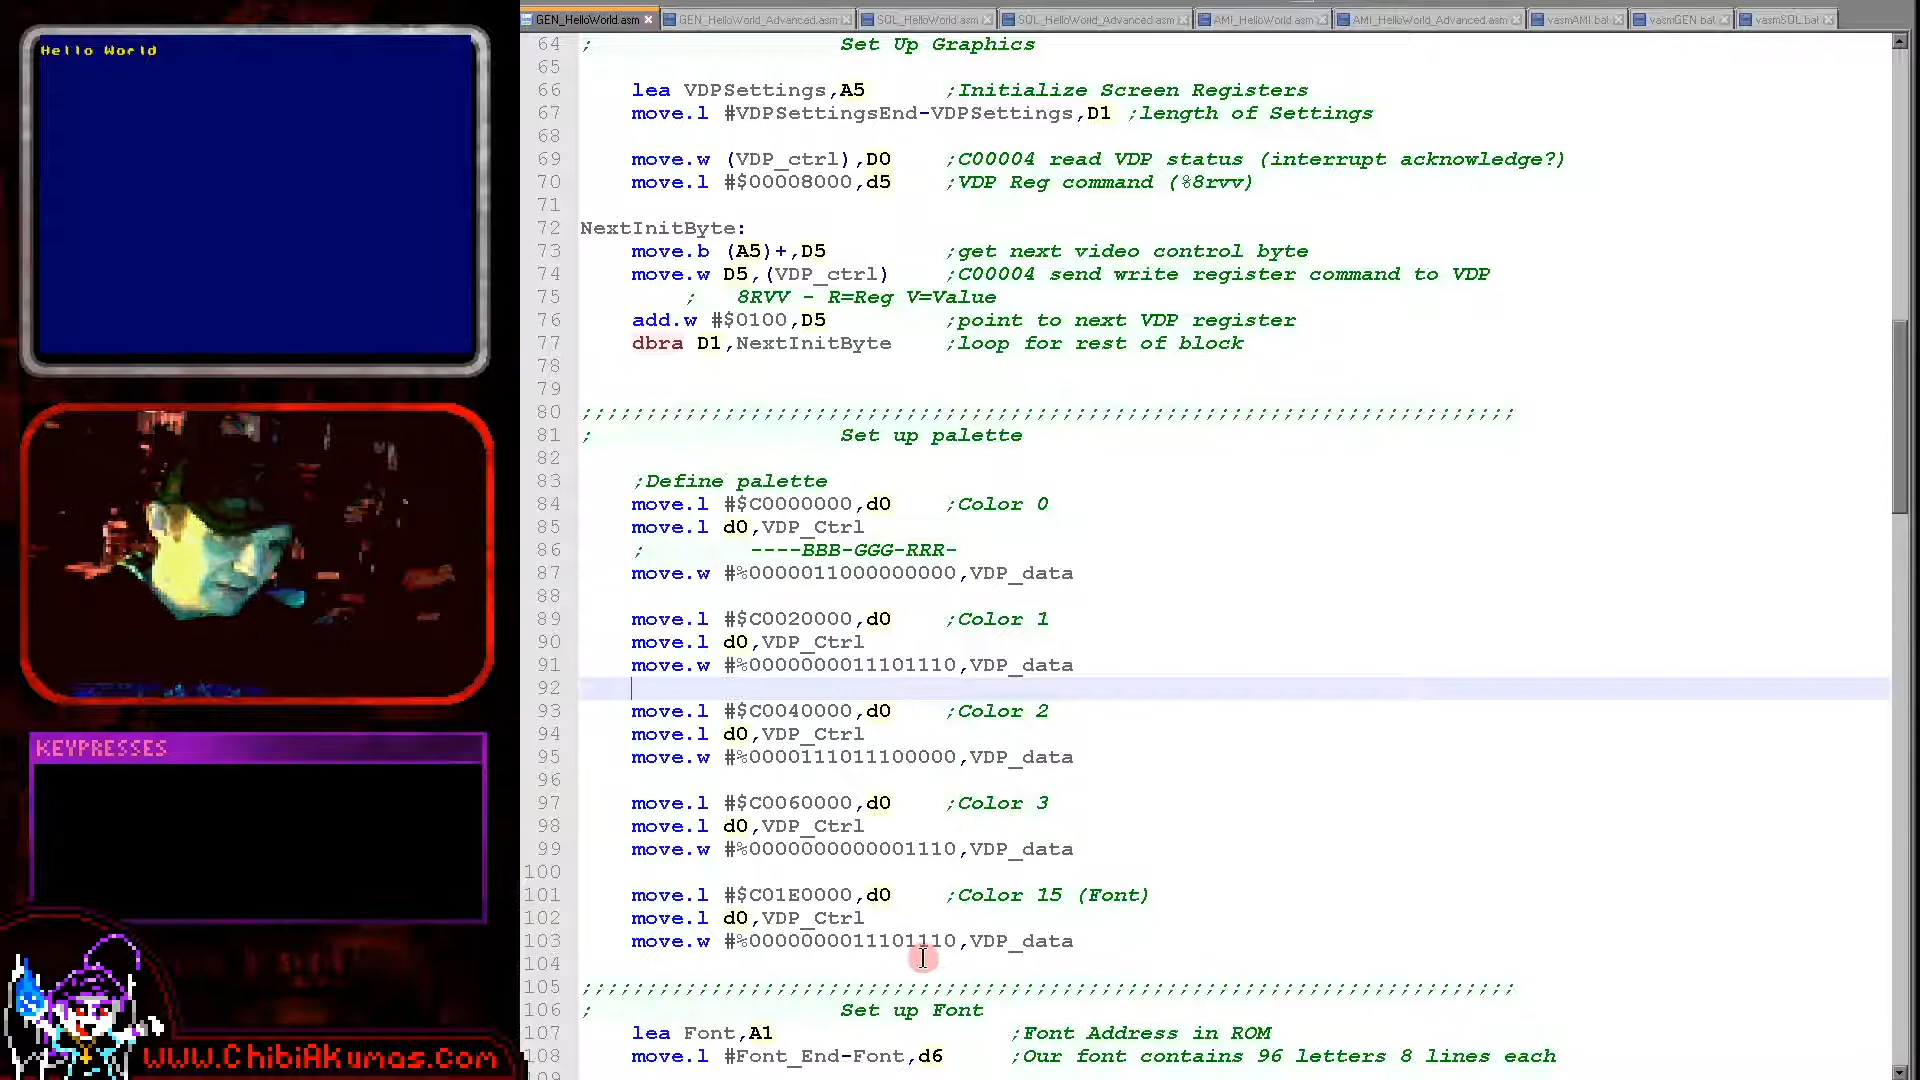 Hello World
KEYPRESSES
www.ChibiAkumas.com
GEN_HelloWorld.asm GEN_HelloWorld_Advanced.asm SQL_HelloWorld.asm SQL_HelloWorld_Advanced.asm AMI_HelloWorld.asm AMI_HelloWorld_Advanced.asm vasmAMI.bat vasmGEN.bat vasmSQL.bat
64 ; Set Up Graphics
65
66 lea VDPSettings,A5 ;Initialize Screen Registers
67 move.l #VDPSettingsEnd-VDPSettings,D1 ;length of Settings
68
69 move.w (VDP_ctrl),D0 ;C00004 read VDP status (interrupt acknowledge?)
70 move.l #$00008000,d5 ;VDP Reg command (%8rvv)
71
72 NextInitByte:
73 move.b (A5)+,D5 ;get next video control byte
74 move.w D5,(VDP_ctrl) ;C00004 send write register command to VDP
75 ; 8RVV - R=Reg V=Value
76 add.w #$0100,D5 ;point to next VDP register
77 dbra D1,NextInitByte ;loop for rest of block
78
79
80 ;;;;;;;;;;;;;;;;;;;;;;;;;;;;;;;;;;;;;;;;;;;;;;;;;;;;;;;;;;;;;;;;;;;;;;;;
81 ; Set up palette
82
83 ;Define palette
84 move.l #$C0000000,d0 ;Color 0
85 move.l d0,VDP_Ctrl
86 ; ----BBB-GGG-RRR-
87 move.w #%0000011000000000,VDP_data
88
89 move.l #$C0020000,d0 ;Color 1
90 move.l d0,VDP_Ctrl
91 move.w #%0000000011101110,VDP_data
92
93 move.l #$C0040000,d0 ;Color 2
94 move.l d0,VDP_Ctrl
95 move.w #%0000111011100000,VDP_data
96
97 move.l #$C0060000,d0 ;Color 3
98 move.l d0,VDP_Ctrl
99 move.w #%0000000000001110,VDP_data
100
101 move.l #$C01E0000,d0 ;Color 15 (Font)
102 move.l d0,VDP_Ctrl
103 move.w #%0000000011101110,VDP_data
104
105 ;;;;;;;;;;;;;;;;;;;;;;;;;;;;;;;;;;;;;;;;;;;;;;;;;;;;;;;;;;;;;;;;;;;;;;;;
106 ; Set up Font
107 lea Font,A1 ;Font Address in ROM
108 move.l #Font_End-Font,d6 ;Our font contains 96 letters 8 lines each
109